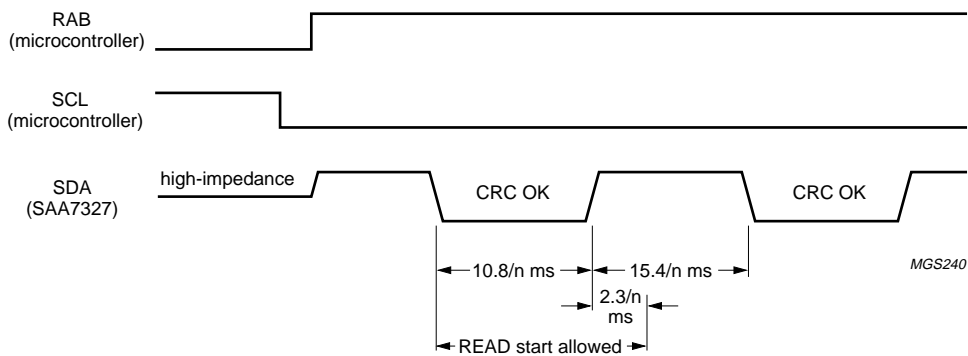 RAB
(microcontroller)
SCL
(microcontroller)
SDA
(SAA7327)
high-impedance
CRC OK
CRC OK
10.8/n ms
15.4/n ms
MGS240
2.3/n
ms
READ start allowed